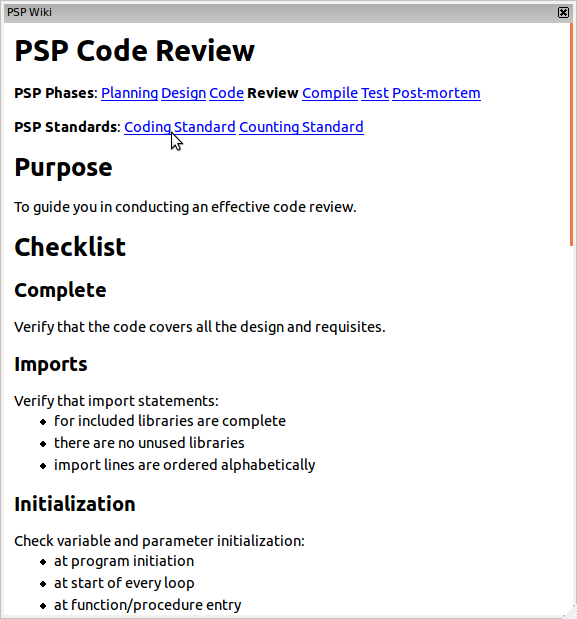 PSP Wiki
PSP Code Review
PSP Phases: Planning Design Code Review Compile Test Post-mortem
PSP Standards: Coding Standard Counting Standard
Purpose
To guide you in conducting an effective code review.
Checklist
Complete
Verify that the code covers all the design and requisites.
Imports
Verify that import statements:
for included libraries are complete
there are no unused libraries
import lines are ordered alphabetically
Initialization
Check variable and parameter initialization:
at program initiation
at start of every loop
at function/procedure entry